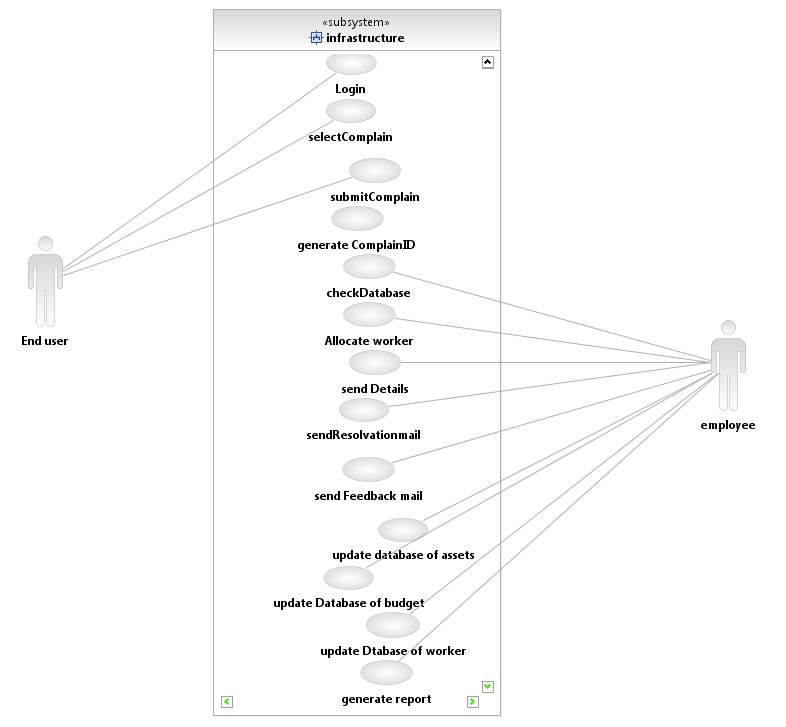 «subsystem»
infrastructure
Login
selectComplain
submitComplain
generate ComplainID
checkDatabase
End user
Allocate worker
send Details
employee
sendResolvationmail
send Feedback mail
update database of assets
update Database of budget
update Dtabase of worker
generate report